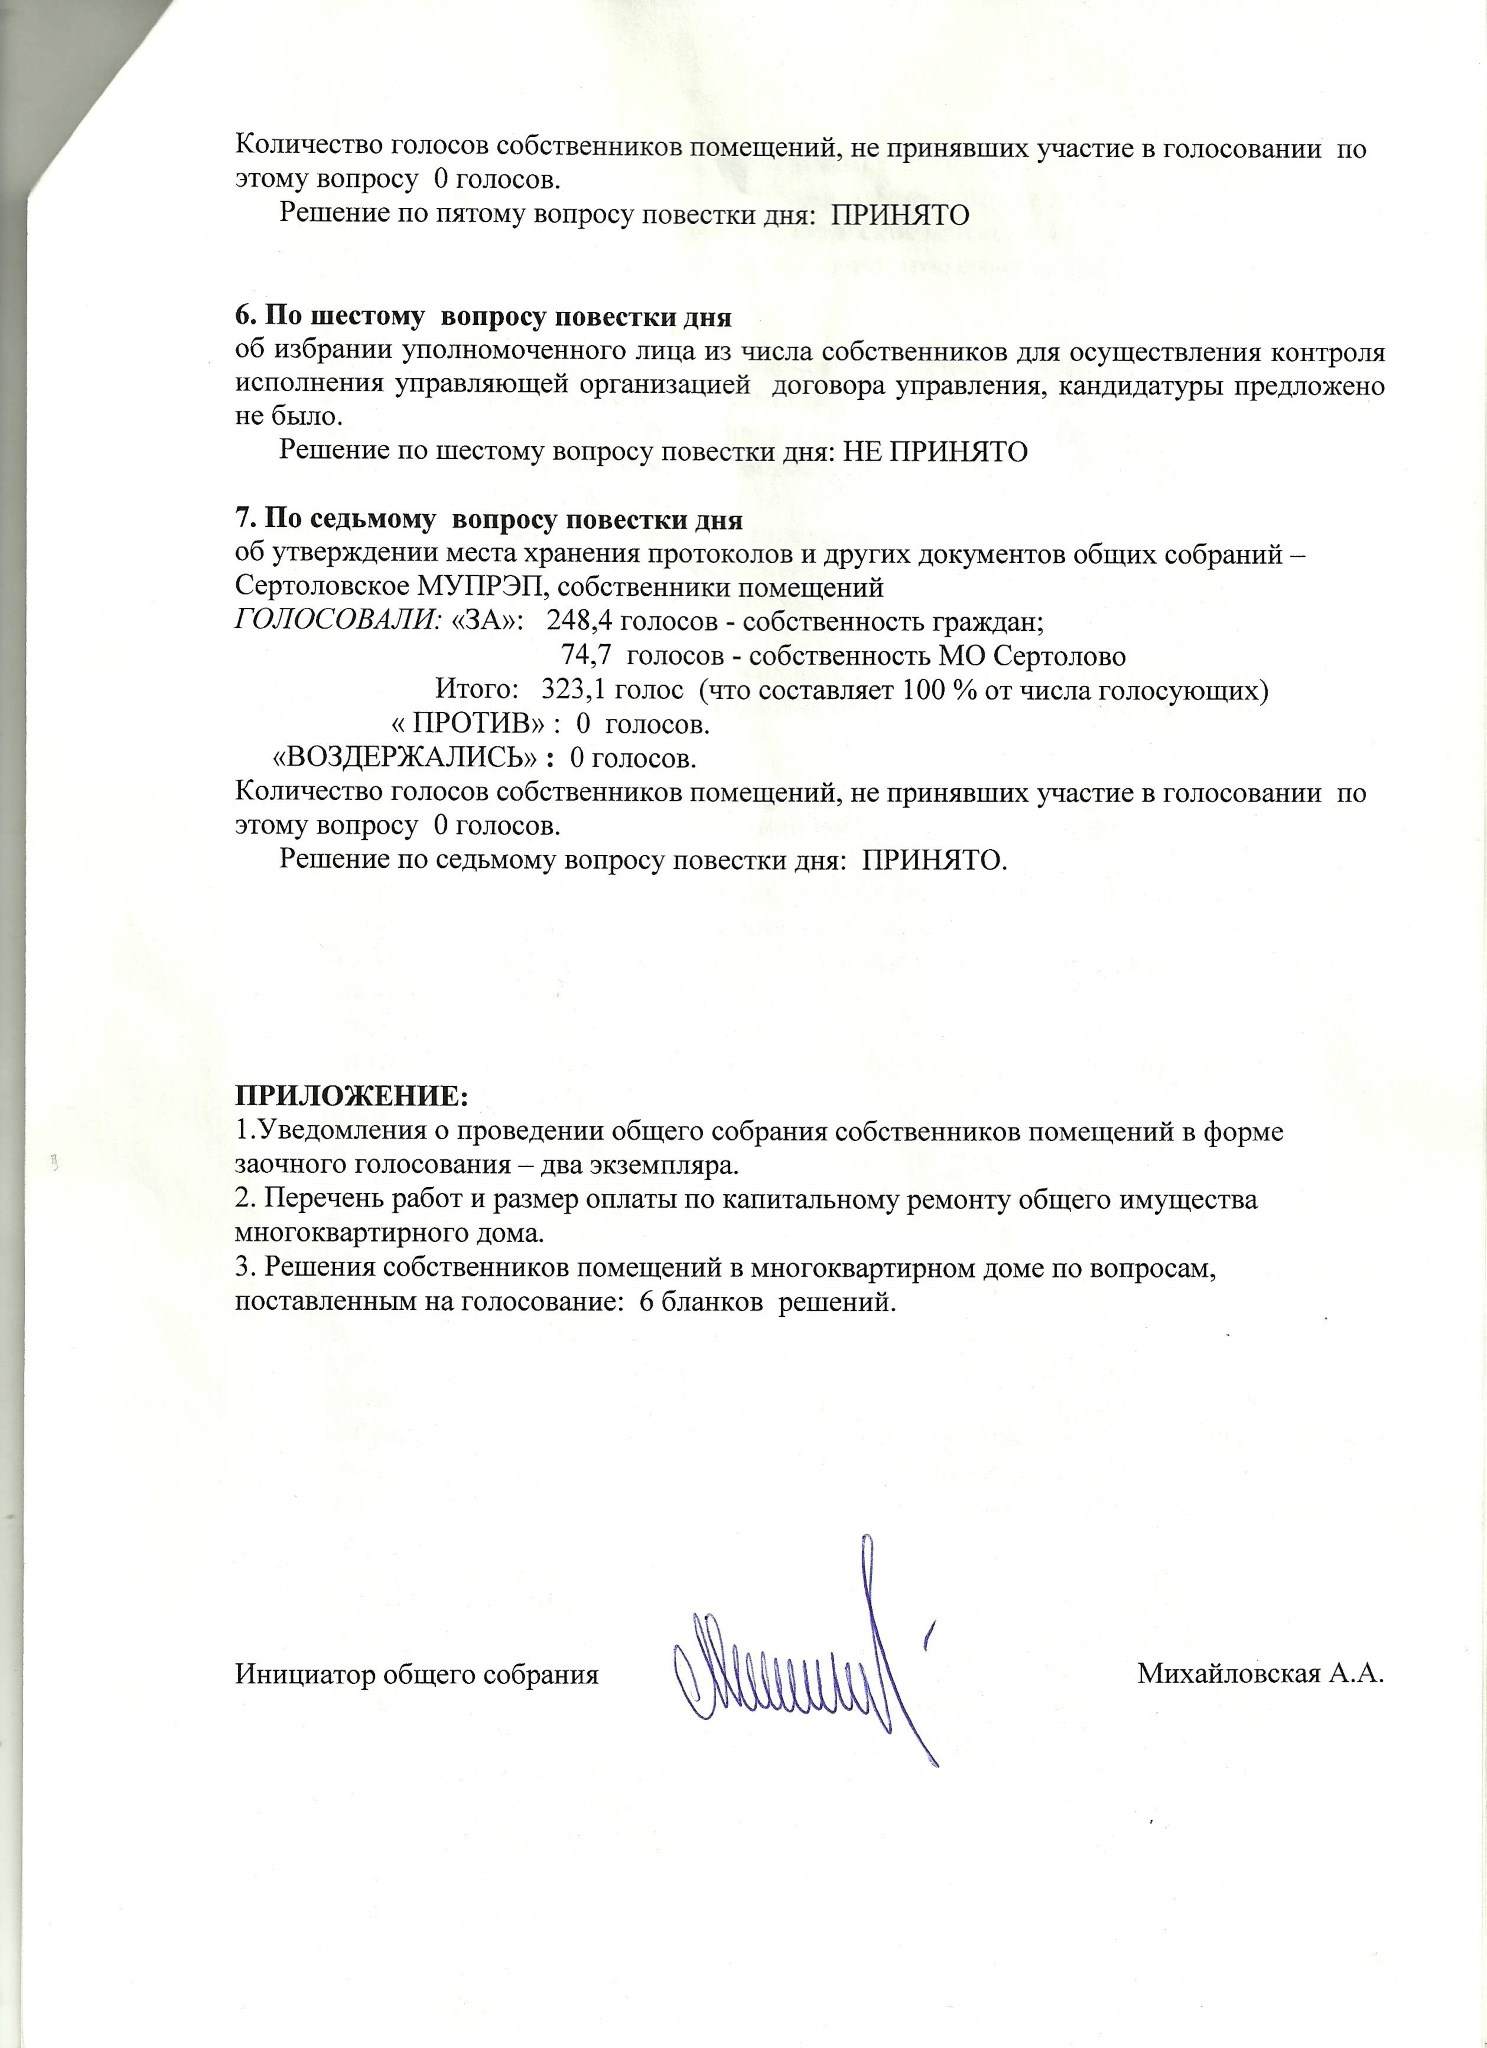 Количество голосов собственников помещений, не принявших участие в голосовании по
этому вопросу 0 голосов.
Решение по пятому вопросу повестки дня: ПРИНЯТО
6. По шестому вопросу повестки дня
об избрании уполномоченного лица из числа собственников для осуществления контроля
исполнения управляющей организацией договора управления, кандидатуры предложено
не было.
Решение по шестому вопросу повестки дня: НЕ ПРИНЯТО
7. По седьмому вопросу повестки дня
об утверждении места хранения протоколов и других документов общих собраний –
Сертоловское МУПРЭП, собственники помещений
ГОЛОСОВАЛИ: «ЗА»: 248,4 голосов - собственность граждан;
74,7 голосов - собственность МО Сертолово
Итого: 323,1 голос (что составляет 100 % от числа голосующих)
« ПРОТИВ» : 0 голосов.
«ВОЗДЕРЖАЛИСЬ» : 0 голосов.
Количество голосов собственников помещений, не принявших участие в голосовании по
этому вопросу 0 голосов.
Решение по седьмому вопросу повестки дня: ПРИНЯТО.
ПРИЛОЖЕНИЕ:
1.Уведомления о проведении общего собрания собственников помещений в форме
заочного голосования – два экземпляра.
2. Перечень работ и размер оплаты по капитальному ремонту общего имущества
многоквартирного дома.
3. Решения собственников помещений в многоквартирном доме по вопросам,
поставленным на голосование: 6 бланков решений.
Инициатор общего собрания Михайловская А.А.